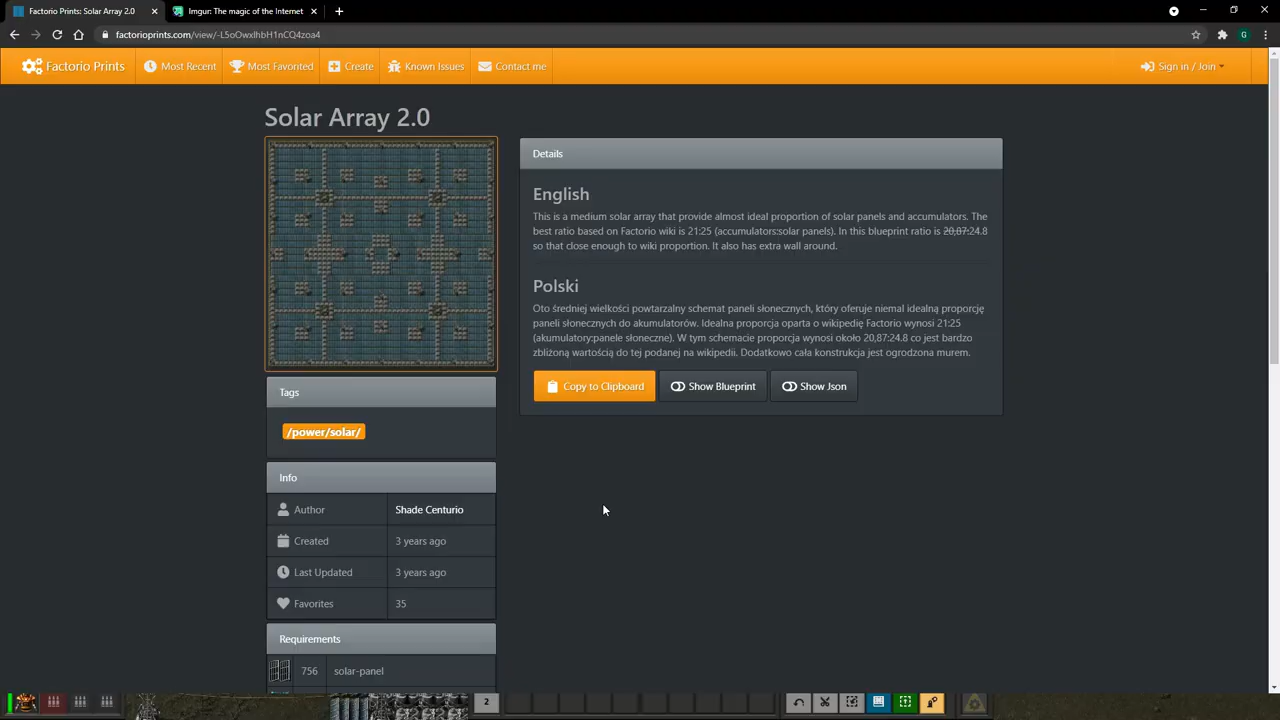 Factorio Prints: Solar Array 2.0
Imgur: The magic of the Internet
factorioprints.com/view/-L5oOwxIhbH1nCQ4zoa4
G
Factorio Prints
Most Recent
Most Favorited
Create
Known Issues
Contact me
Sign in / Join
Solar Array 2.0
Details
English
This is a medium solar array that provide almost ideal proportion of solar panels and accumulators. The
best ratio based on Factorio wiki is 21:25 (accumulators:solar panels). In this blueprint ratio is 20,87:24.8
so that close enough to wiki proportion. It also has extra wall around.
Polski
Oto średniej wielkości powtarzalny schemat paneli słonecznych, który oferuje niemal idealną proporcję
paneli słonecznych do akumulatorów. Idealna proporcja oparta o wikipedię Factorio wynosi 21:25
(akumulatory:panele słoneczne). W tym schemacie proporcja wynosi około 20,87:24.8 co jest bardzo
zbliżoną wartością do tej podanej na wikipedii. Dodatkowo cała konstrukcja jest ogrodzona murem.
Copy to Clipboard
Show Blueprint
Show Json
Tags
/power/solar/
Info
Author
Shade Centurio
Created
3 years ago
Last Updated
3 years ago
Favorites
35
Requirements
756
solar-panel
2